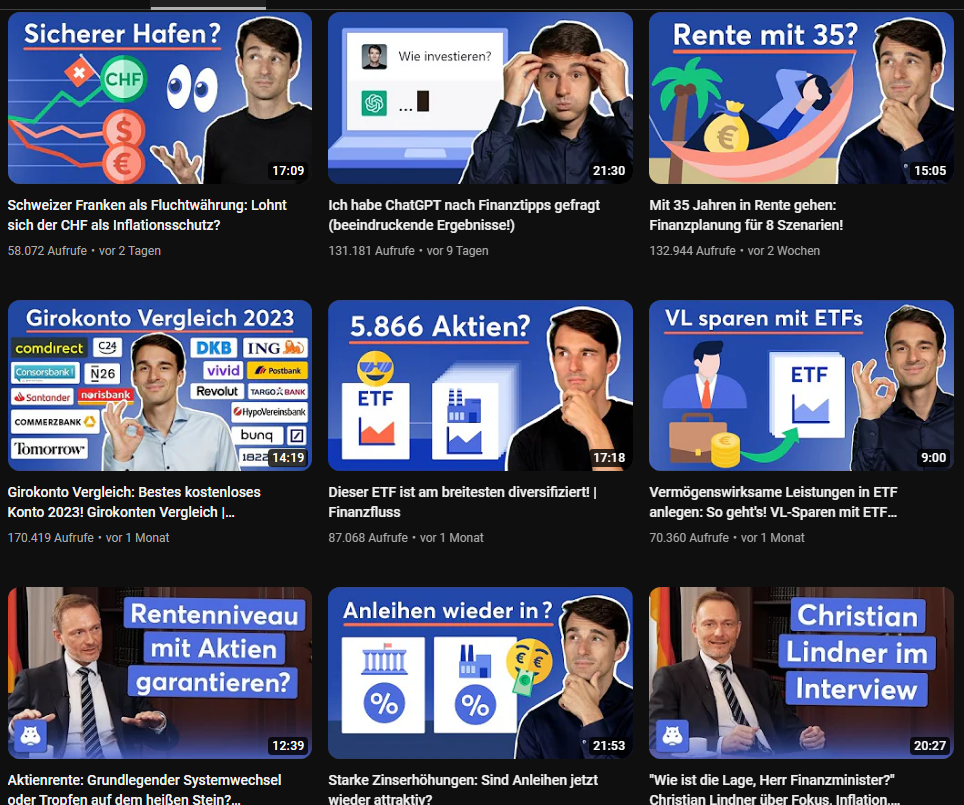 Sicherer Hafen?
CHF
$
€
17:09
Schweizer Franken als Fluchtwährung: Lohnt
sich der CHF als Inflationsschutz?
58.072 Aufrufe • vor 2 Tagen
Wie investieren?
...
21:30
Ich habe ChatGPT nach Finanztipps gefragt
(beeindruckende Ergebnisse!)
131.181 Aufrufe • vor 9 Tagen
Rente mit 35?
€
15:05
Mit 35 Jahren in Rente gehen:
Finanzplanung für 8 Szenarien!
132.944 Aufrufe • vor 2 Wochen
Girokonto Vergleich 2023
comdirect
C24
DKB
ING
Consorsbank!
N26
vivid
Postbank
Santander
norisbank
Revolut
TARGOBANK
COMMERZBANK
HypoVereinsbank
Tomorrow
bunq
1822
14:19
Girokonto Vergleich: Bestes kostenloses
Konto 2023! Girokonten Vergleich |...
170.419 Aufrufe • vor 1 Monat
5.866 Aktien?
ETF
17:18
Dieser ETF ist am breitesten diversifiziert! |
Finanzfluss
87.068 Aufrufe • vor 1 Monat
VL sparen mit ETFs
ETF
€
9:00
Vermögenswirksame Leistungen in ETF
anlegen: So geht's! VL-Sparen mit ETF...
70.360 Aufrufe • vor 1 Monat
Rentenniveau
mit Aktien
garantieren?
12:39
Aktienrente: Grundlegender Systemwechsel
oder Tropfen auf dem heißen Stein?...
Anleihen wieder in?
%
%
€ €
21:53
Starke Zinserhöhungen: Sind Anleihen jetzt
wieder attraktiv?
Christian
Lindner im
Interview
20:27
"Wie ist die Lage, Herr Finanzminister?"
Christian Lindner über Fokus, Inflation,...